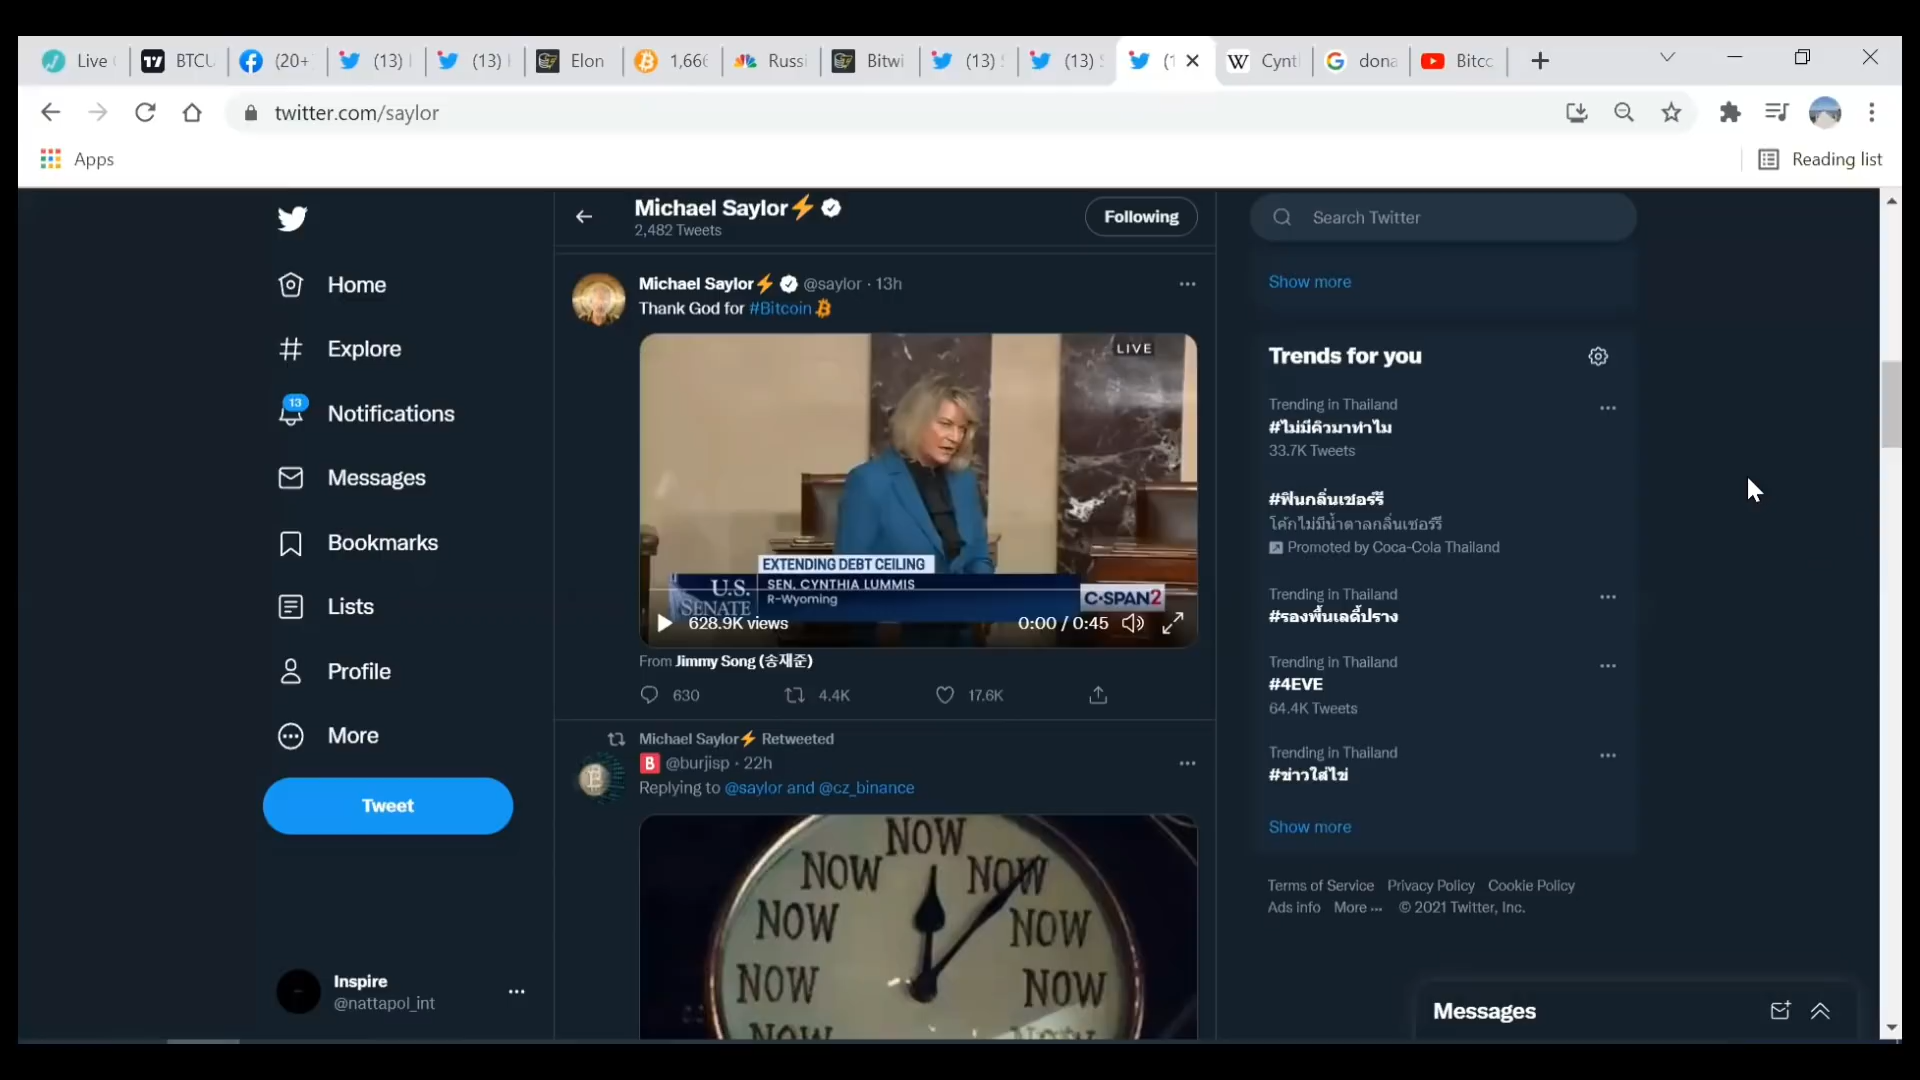 Live
BTCU
(20+
(13)
(13)
Elon
1,666
Russi
Bitwi
(13)
(13)
Cynt
dona
Bitco
twitter.com/saylor
Apps
Reading list
Michael Saylor
2,482 Tweets
Following
Home
Explore
13
Notifications
Messages
Bookmarks
Lists
Profile
More
Tweet
Inspire
@nattapol_int
Michael Saylor @saylor · 13h
Thank God for #Bitcoin
LIVE
EXTENDING DEBT CEILING
U.S. SENATE
SEN. CYNTHIA LUMMIS
R-Wyoming
C-SPAN2
628.9K views
0:00 / 0:45
From Jimmy Song (송재준)
630 4.4K 17.6K
Michael Saylor Retweeted
B @burjisp · 22h
Replying to @saylor and @cz_binance
NOW
NOW NOW
NOW NOW
NOW NOW
NOW NOW
Search Twitter
Show more
Trends for you
Trending in Thailand
#ไม่มีคิวมาทำไม
33.7K Tweets
#ฟินกลิ่นเชอร์รี
โค้กไม่มีน้ำตาลกลิ่นเชอร์รี
Promoted by Coca-Cola Thailand
Trending in Thailand
#รองพื้นเลดี้ปราง
Trending in Thailand
#4EVE
64.4K Tweets
Trending in Thailand
#ข่าวใส่ไข่
Show more
Terms of Service Privacy Policy Cookie Policy
Ads info More ··· © 2021 Twitter, Inc.
Messages